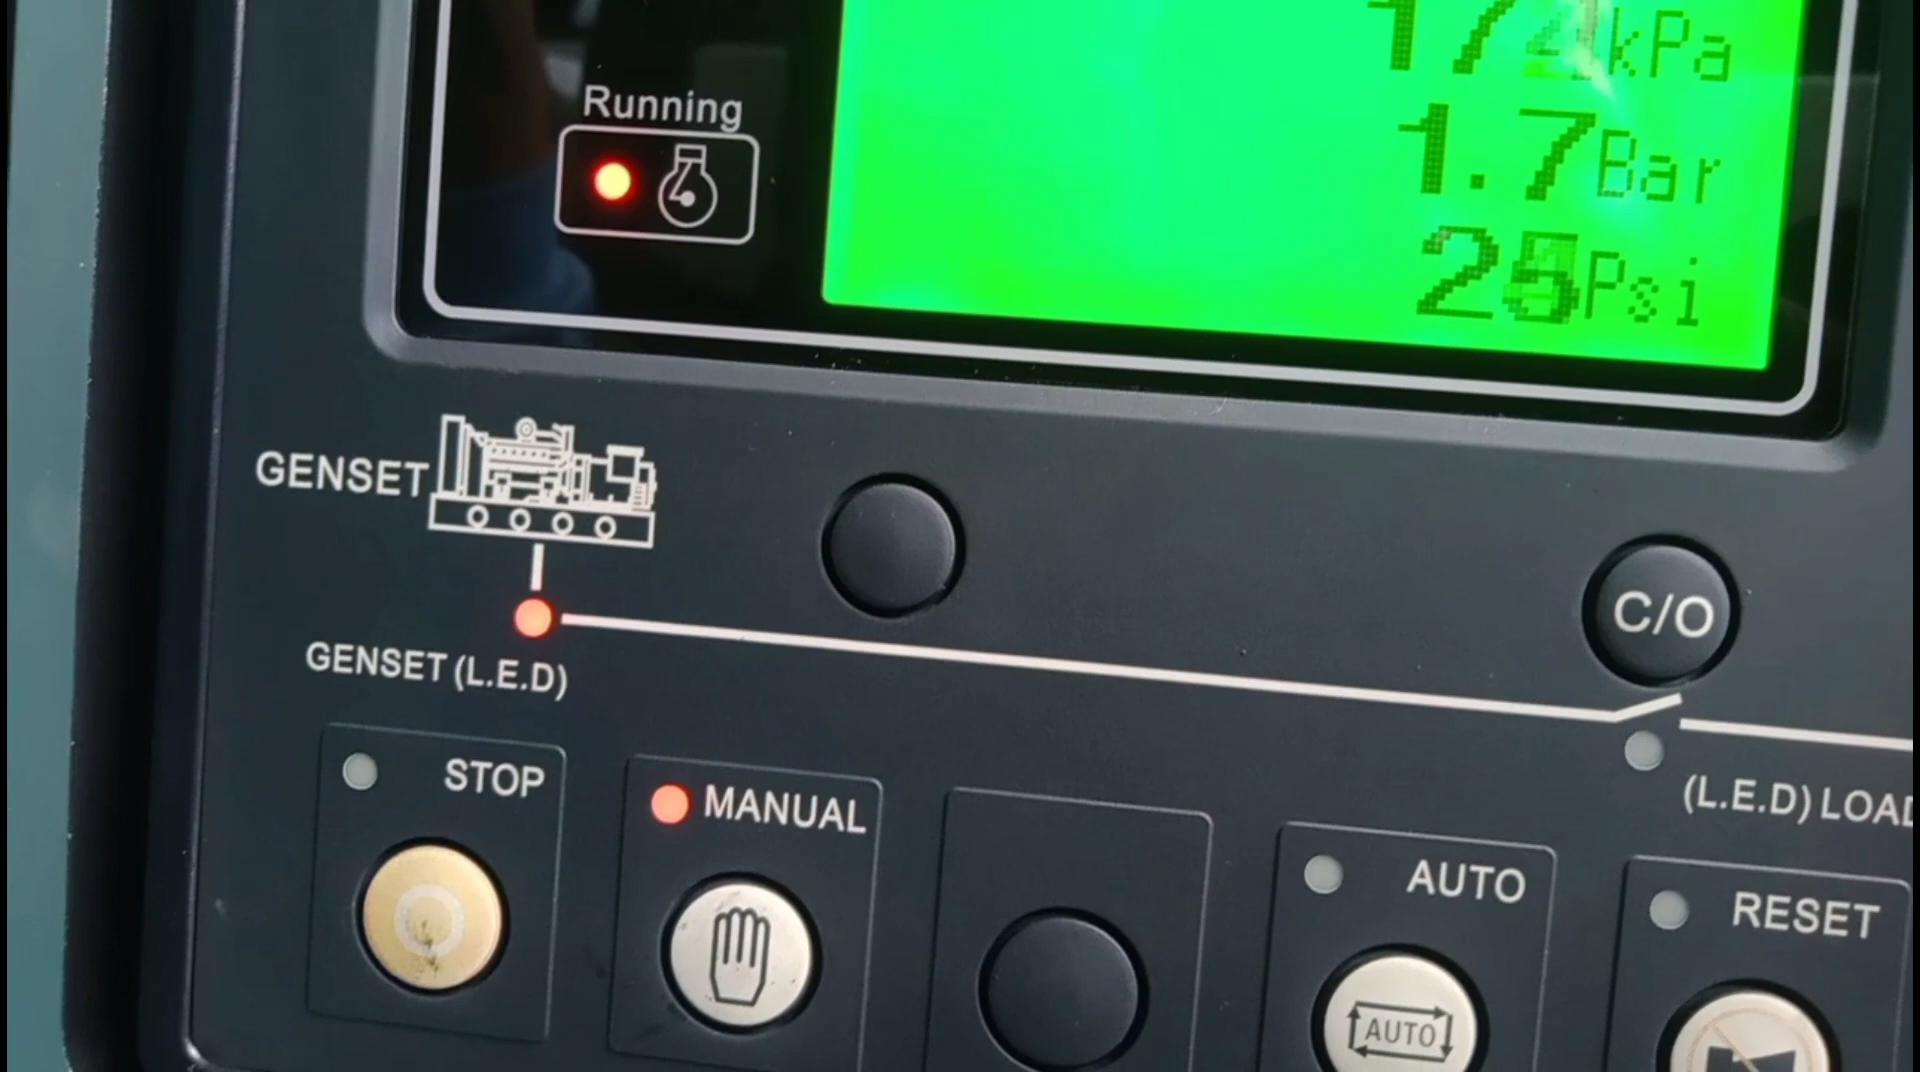 kPa
1.7Bar
Psi
Running
GENSET
C/O
GENSET (L.E.D)
(L.E.D) LOAD
STOP
MANUAL
AUTO
RESET
AUTO